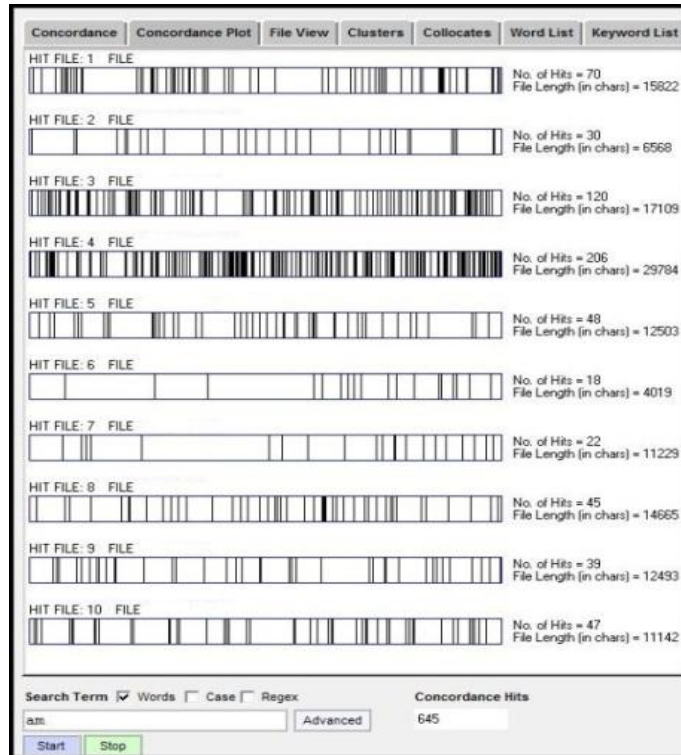 Concordance Concordance Plot File View Clusters Collocates Word List Keyword List
HIT FILE: 1 FILE
No. of Hits = 70
File Length (in chars) = 15822
HIT FILE: 2 FILE
No. of Hits = 30
File Length (in chars) = 6568
HIT FILE: 3 FILE
No. of Hits = 120
File Length (in chars) = 17109
HIT FILE: 4 FILE
No. of Hits = 206
File Length (in chars) = 29784
HIT FILE: 5 FILE
No. of Hits = 48
File Length (in chars) = 12503
HIT FILE: 6 FILE
No. of Hits = 18
File Length (in chars) = 4019
HIT FILE: 7 FILE
No. of Hits = 22
File Length (in chars) = 11229
HIT FILE: 8 FILE
No. of Hits = 45
File Length (in chars) = 14665
HIT FILE: 9 FILE
No. of Hits = 39
File Length (in chars) = 12493
HIT FILE: 10 FILE
No. of Hits = 47
File Length (in chars) = 11142
Search Term Words Case Regex Concordance Hits
am Advanced 645
Start Stop